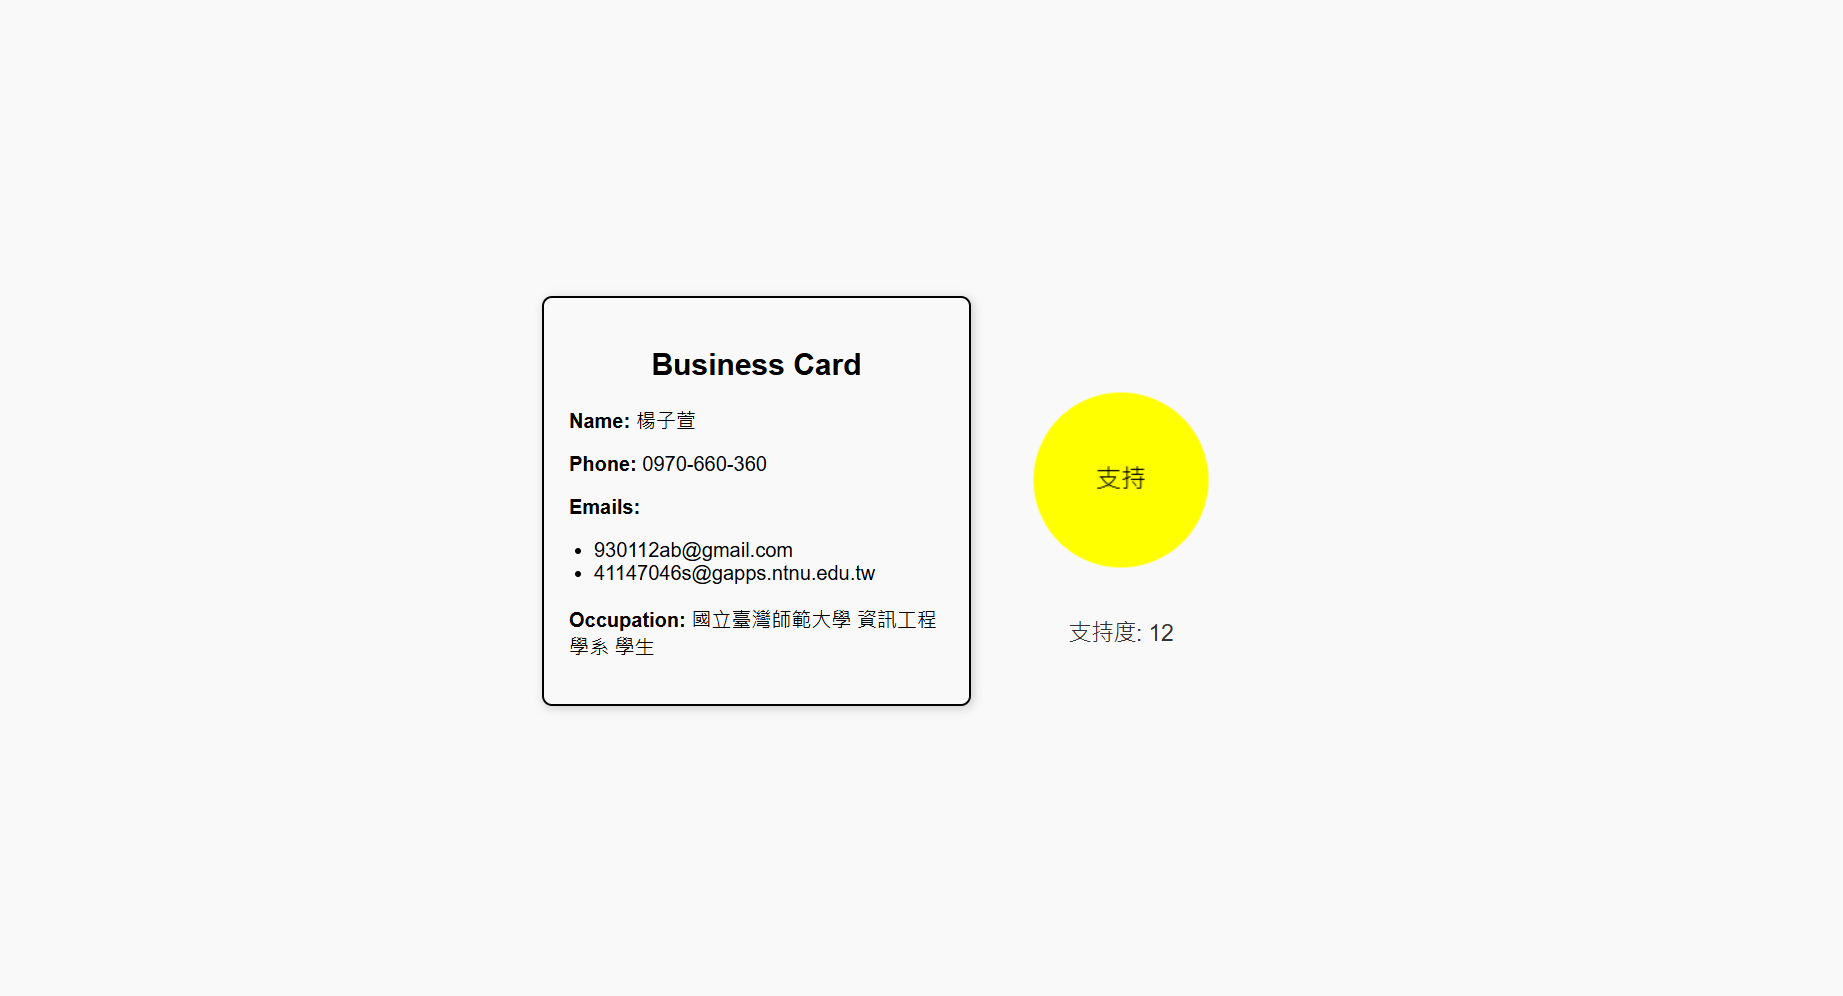 Business Card
Name: 楊子萱
Phone: 0970-660-360
Emails:
930112ab@gmail.com
41147046s@gapps.ntnu.edu.tw
Occupation: 國立臺灣師範大學 資訊工程
學系 學生
支持
支持度: 12